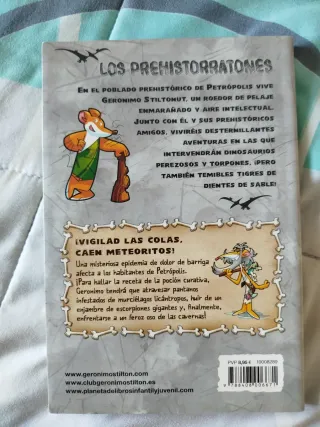 LOS PREHISTORRATONES
EN EL POBLADO PREHISTÓRICO DE PETRÓPOLIS VIVE
GERONIMO STILTONUT, UN ROEDOR DE PELAJE
ENMARAÑADO Y AIRE INTELECTUAL.
JUNTO CON ÉL Y SUS PREHISTÓRICOS
AMIGOS, VIVIRÉIS DESTERNILLANTES
AVENTURAS EN LAS QUE
INTERVENDRÁN DINOSAURIOS
PEREZOSOS Y TORPONES, ¡PERO
TAMBIÉN TEMIBLES TIGRES DE
DIENTES DE SABLE!
¡VIGILAD LAS COLAS,
CAEN METEORITOS!
Una misteriosa epidemia de dolor de barriga
afecta a los habitantes de Petrópolis.
¡Para hallar la receta de la poción curativa,
Geronimo tendrá que atravesar pantanos
infestados de murciélagos licántropos, huir de un
enjambre de escorpiones gigantes y, finalmente,
enfrentarse a un feroz oso de las cavernas!
PVP 8,95 €
www.geronimostilton.com
www.clubgeronimostilton.es
www.planetadelibrosinfantilyjuvenil.com